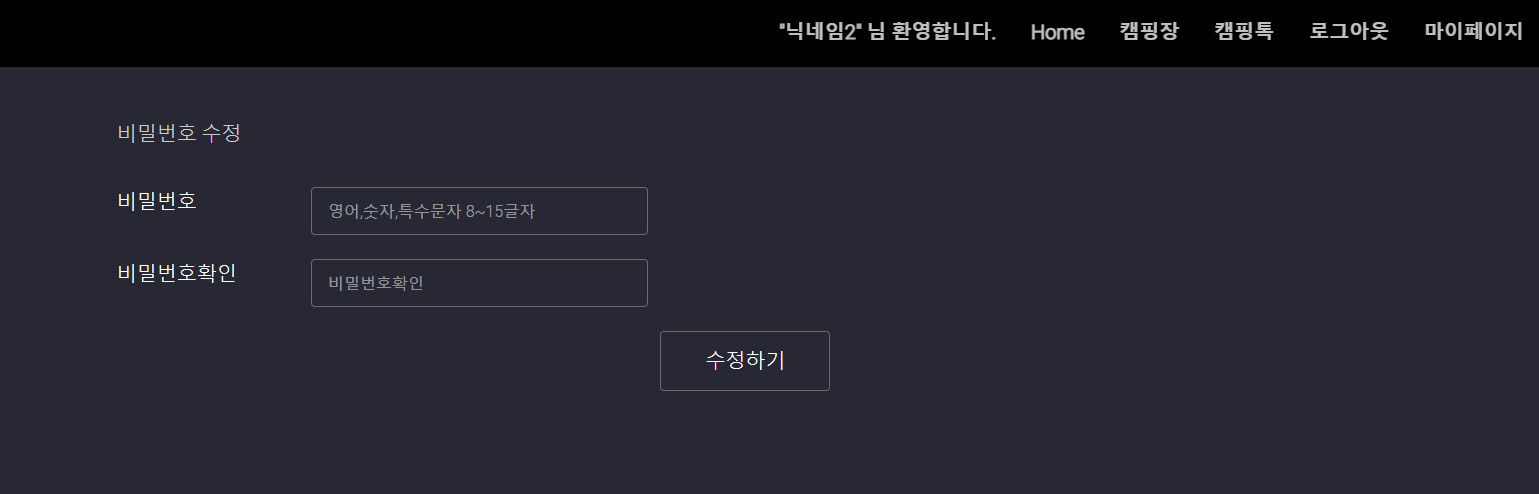 "닉네임2" 님 환영합니다. Home 캠핑장 캠핑톡 로그아웃 마이페이지
비밀번호 수정
비밀번호 영어,숫자,특수문자 8~15글자
비밀번호확인 비밀번호확인
수정하기